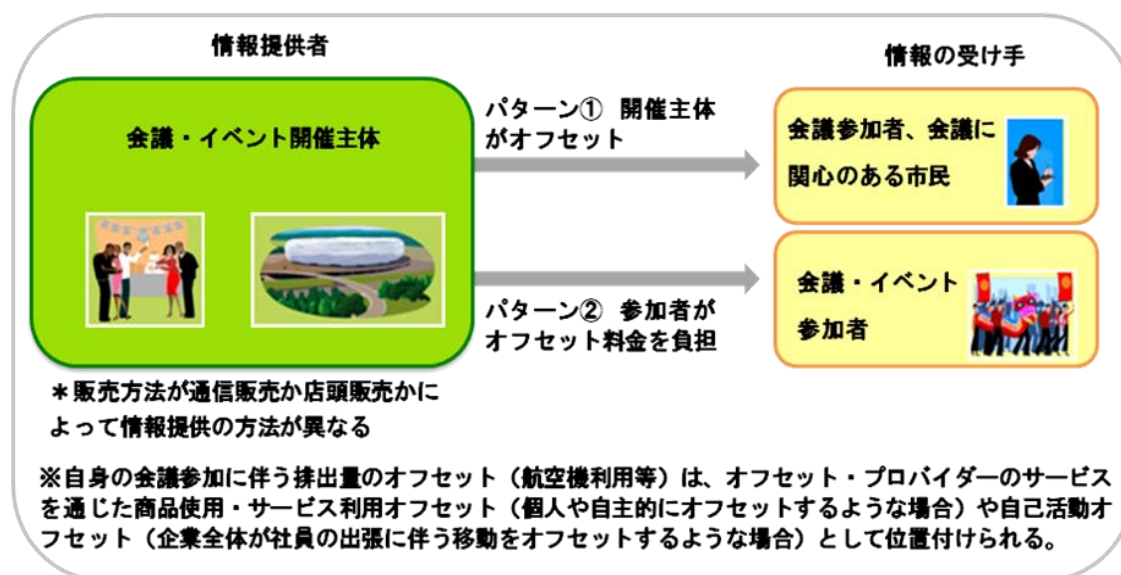 情報提供者
情報の受け手
会議・イベント開催主体
パターン① 開催主体
がオフセット
会議参加者、会議に
関心のある市民
パターン② 参加者が
オフセット料金を負担
会議・イベント
参加者
＊販売方法が通信販売か店頭販売かに
よって情報提供の方法が異なる
※自身の会議参加に伴う排出量のオフセット（航空機利用等）は、オフセット・プロバイダーのサービス
を通じた商品使用・サービス利用オフセット（個人や自主的にオフセットするような場合）や自己活動オ
フセット（企業全体が社員の出張に伴う移動をオフセットするような場合）として位置付けられる。